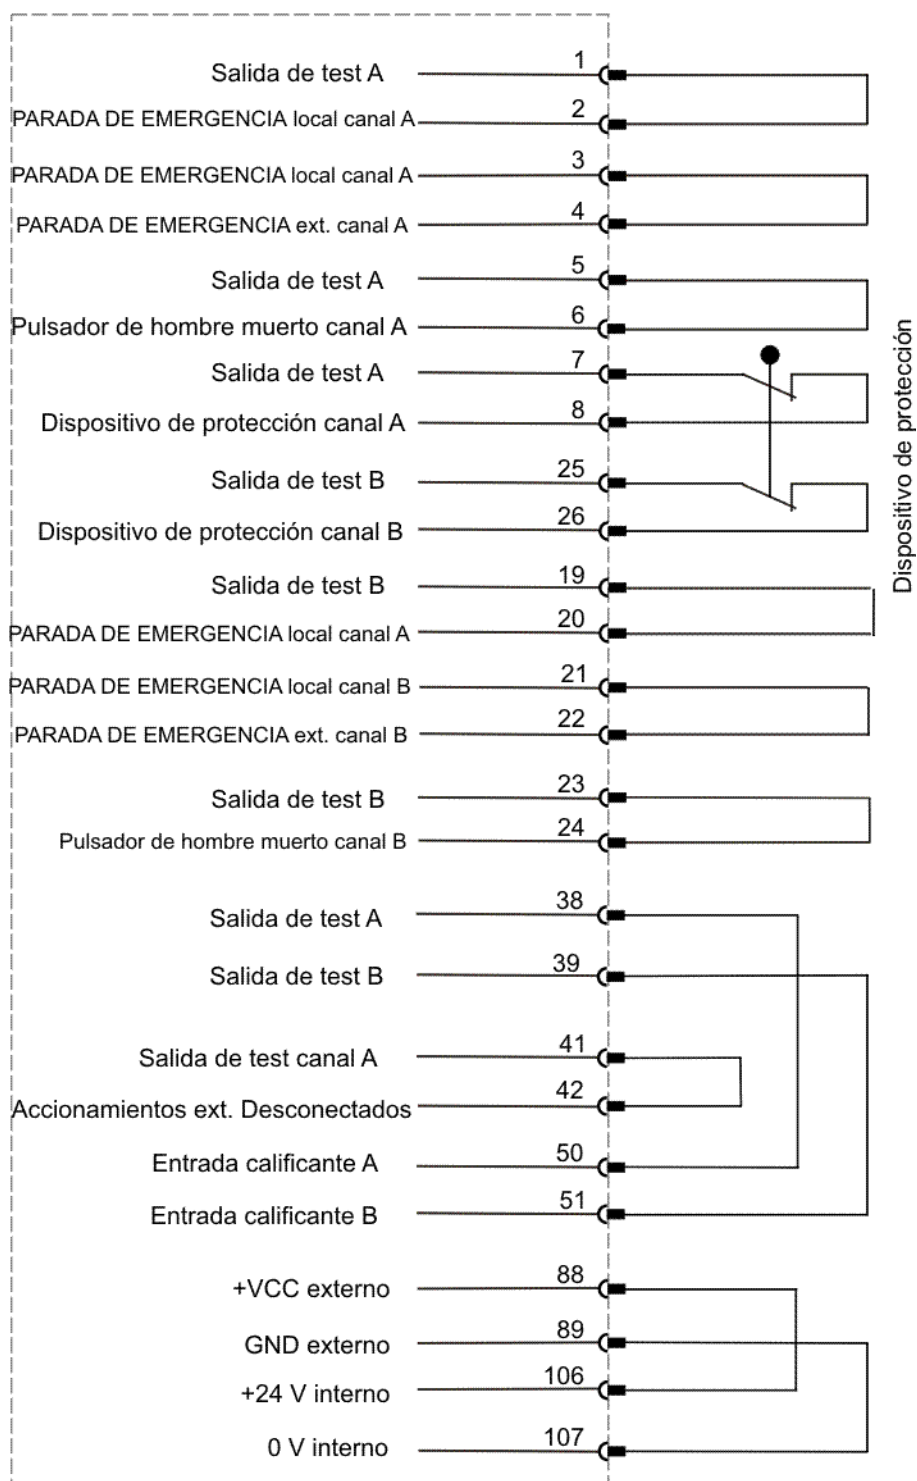 Salida de test A 1
PARADA DE EMERGENCIA local canal A 2
PARADA DE EMERGENCIA local canal A 3
PARADA DE EMERGENCIA ext. canal A 4
Salida de test A 5
Pulsador de hombre muerto canal A 6
Salida de test A 7
Dispositivo de protección canal A 8
Salida de test B 25
Dispositivo de protección canal B 26
Salida de test B 19
PARADA DE EMERGENCIA local canal A 20
PARADA DE EMERGENCIA local canal B 21
PARADA DE EMERGENCIA ext. canal B 22
Salida de test B 23
Pulsador de hombre muerto canal B 24
Salida de test A 38
Salida de test B 39
Salida de test canal A 41
Accionamientos ext. Desconectados 42
Entrada calificante A 50
Entrada calificante B 51
+VCC externo 88
GND externo 89
+24 V interno 106
0 V interno 107
Dispositivo de protección